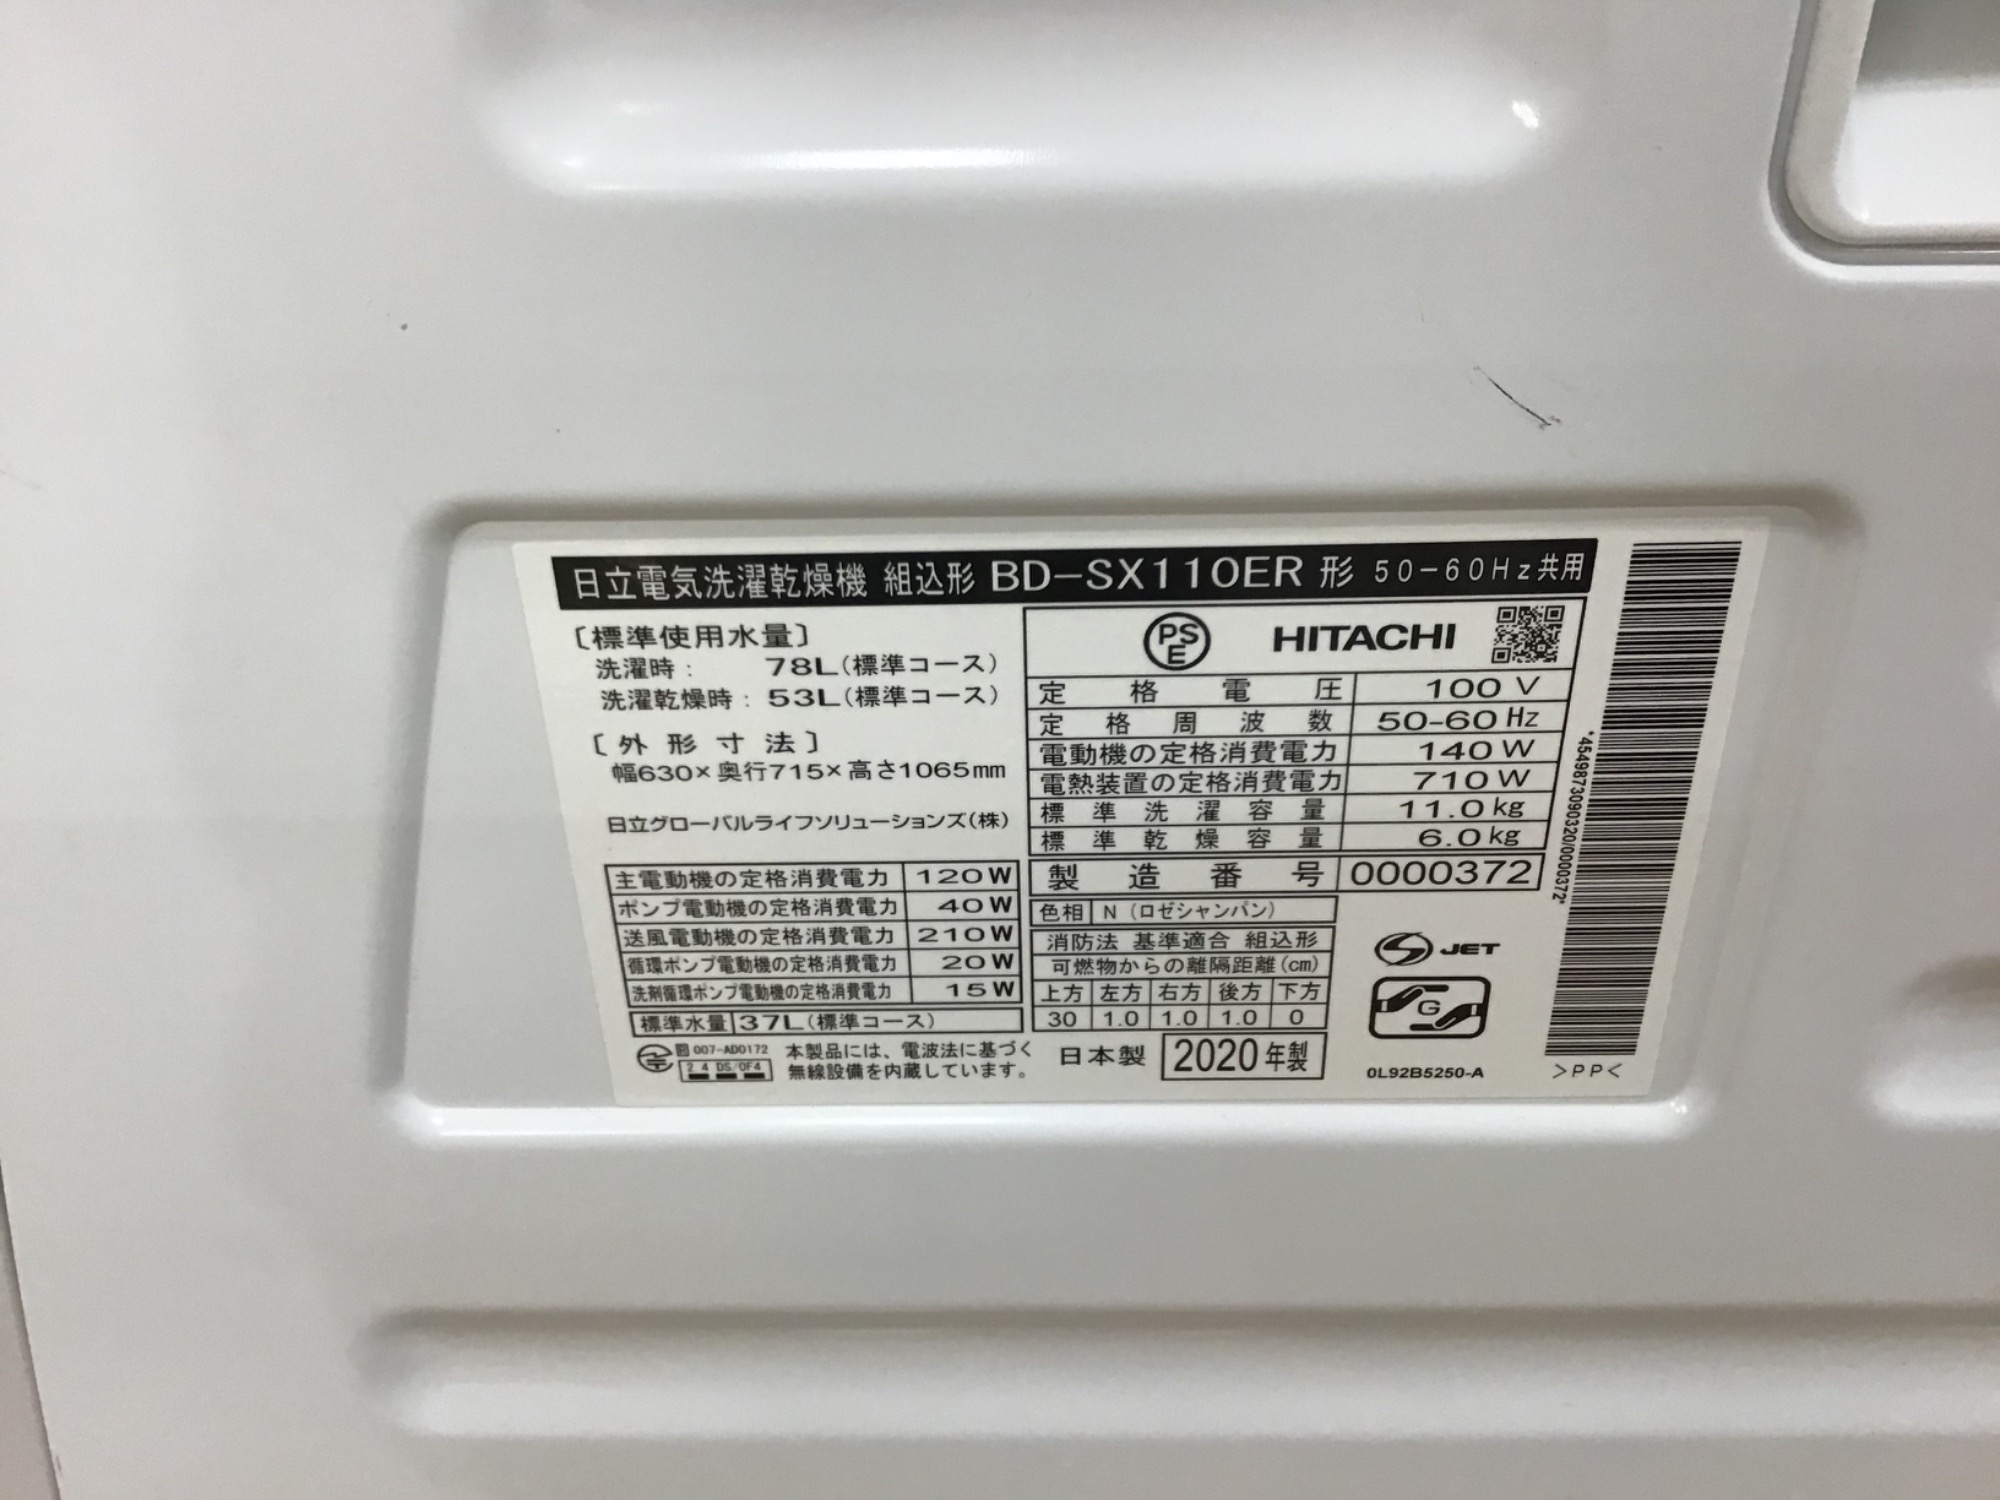 日立電気洗濯乾燥機 組込形 BD-SX110ER 形 50-60Hz共用
〔標準使用水量〕
洗濯時: 78L(標準コース)
洗濯乾燥時: 53L(標準コース)
〔外形寸法〕
幅630×奥行715×高さ1065mm
日立グローバルライフソリューションズ(株)
主電動機の定格消費電力 120W
ポンプ電動機の定格消費電力 40W
送風電動機の定格消費電力 210W
循環ポンプ電動機の定格消費電力 20W
洗剤循環ポンプ電動機の定格消費電力 15W
標準水量 37L(標準コース)
007-AD0172
2.4 DS/OF4
本製品には、電波法に基づく
無線設備を内蔵しています。
PSE HITACHI
定格電圧 100V
定格周波数 50-60Hz
電動機の定格消費電力 140W
電熱装置の定格消費電力 710W
標準洗濯容量 11.0kg
標準乾燥容量 6.0kg
製造番号 0000372
色相 N(ロゼシャンパン)
消防法 基準適合 組込形
可燃物からの離隔距離(cm)
上方 左方 右方 後方 下方
30 1.0 1.0 1.0 0
日本製 2020年製
JET
G
0L92B5250-A
>PP<
*4549873090320/0000372*